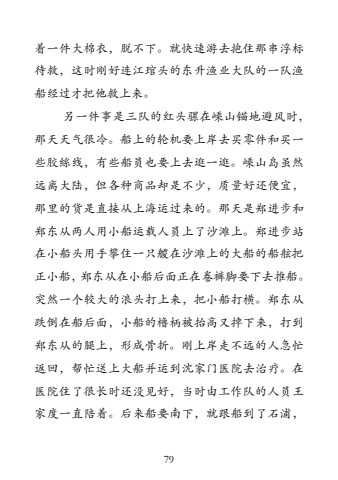 着一件大棉衣，脱不下。就快速游去抱住那串浮标
待救，这时刚好连江琯头的东升渔业大队的一队渔
船经过才把他救上来。
另一件事是三队的红头骒在嵊山锚地避风时，
那天天气很冷。船上的轮机要上岸去买零件和买一
些胶絲线，有些船员也要上去逛一逛。嵊山岛虽然
远离大陆，但各种商品却是不少，质量好还便宜，
那里的货是直接从上海运过来的。那天是郑进步和
郑东从两人用小船运载人员上了沙滩上。郑进步站
在小船头用手攀住一只艘在沙滩上的大船的船舷把
正小船，郑东从在小船后面正在卷裤脚要下去推船。
突然一个较大的浪头打上来，把小船打横。郑东从
跌倒在船后面，小船的橹柄被抬高又掉下来，打到
郑东从的腿上，形成骨折。刚上岸走不远的人急忙
返回，帮忙送上大船并运到沈家门医院去治疗。在
医院住了很长时还没见好，当时由工作队的人员王
家度一直陪着。后来船要南下，就跟船到了石浦，
79